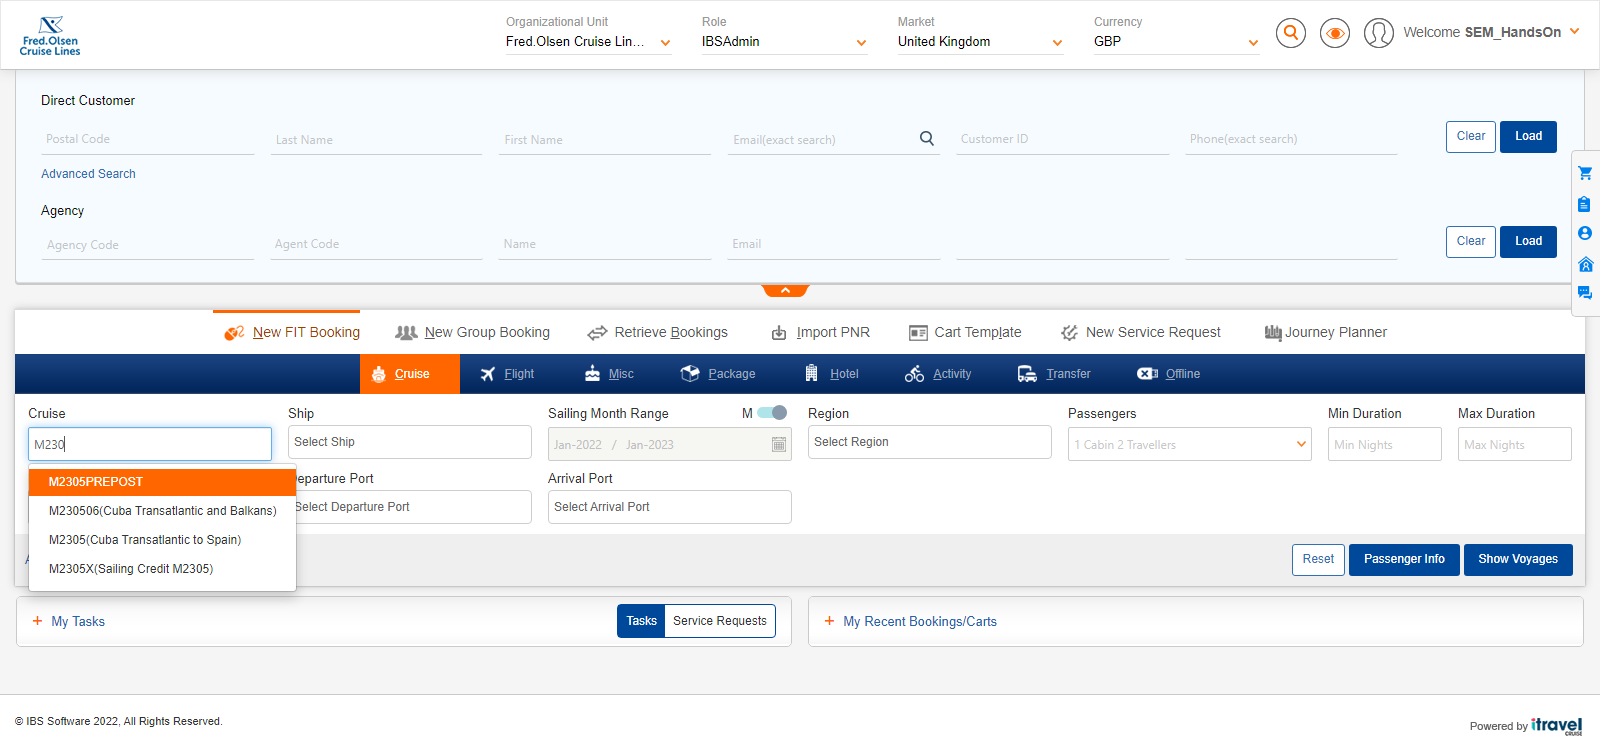 Fred.Olsen
Cruise Lines
Organizational Unit
Fred.Olsen Cruise Lin...
Role
IBSAdmin
Market
United Kingdom
Currency
GBP
Welcome SEM_HandsOn
Direct Customer
Postal Code
Last Name
First Name
Email(exact search)
Customer ID
Phone(exact search)
Clear
Load
Advanced Search
Agency
Agency Code
Agent Code
Name
Email
Clear
Load
New FIT Booking
New Group Booking
Retrieve Bookings
Import PNR
Cart Template
New Service Request
Journey Planner
Cruise
Flight
Misc
Package
Hotel
Activity
Transfer
Offline
Cruise
Ship
Sailing Month Range
M
Region
Passengers
Min Duration
Max Duration
M230
Select Ship
Jan-2022 / Jan-2023
Select Region
1 Cabin 2 Travellers
Min Nights
Max Nights
M2305PREPOST
M230506(Cuba Transatlantic and Balkans)
M2305(Cuba Transatlantic to Spain)
M2305X(Sailing Credit M2305)
eparture Port
Arrival Port
Select Departure Port
Select Arrival Port
Reset
Passenger Info
Show Voyages
+ My Tasks
Tasks
Service Requests
+ My Recent Bookings/Carts
© IBS Software 2022, All Rights Reserved.
Powered by itravel
CRUISE